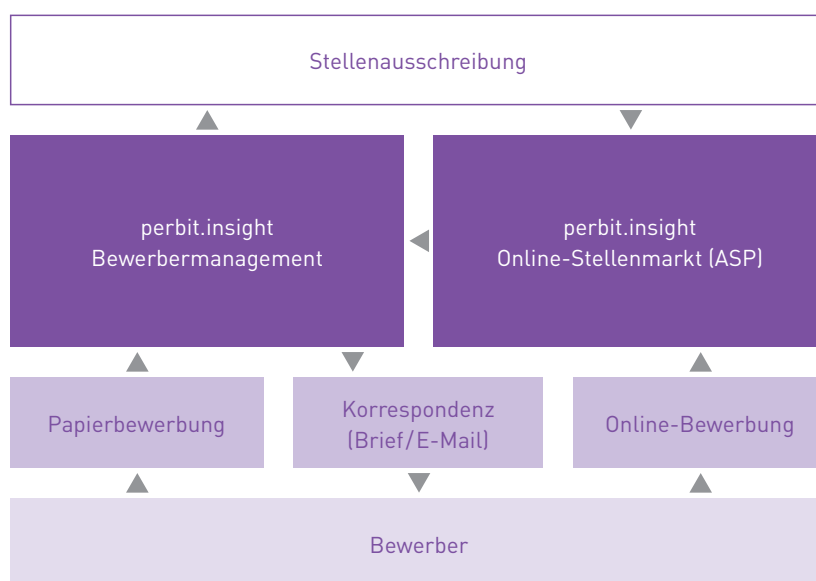 Stellenausschreibung
perbit.insight
Bewerbermanagement
perbit.insight
Online-Stellenmarkt (ASP)
Papierbewerbung
Korrespondenz
(Brief/E-Mail)
Online-Bewerbung
Bewerber